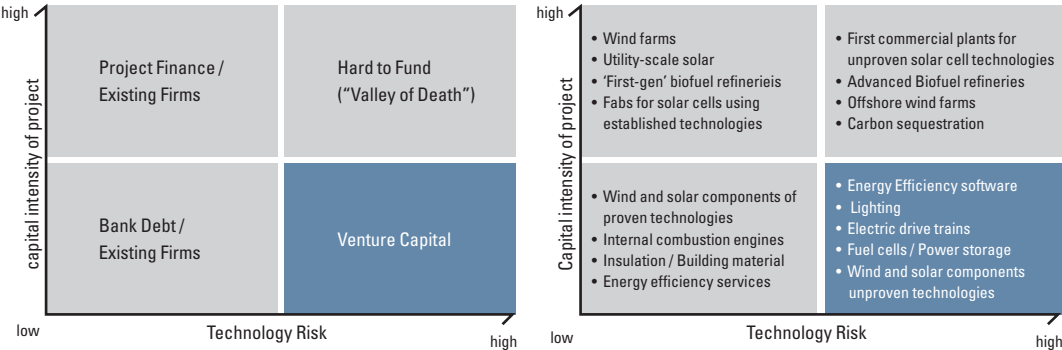 high
capital intensity of project
Project Finance /
Existing Firms
Hard to Fund
(“Valley of Death”)
Bank Debt /
Existing Firms
Venture Capital
low
Technology Risk
high
high
Capital intensity of project
• Wind farms
• Utility-scale solar
• ‘First-gen’ biofuel refinerieis
• Fabs for solar cells using
established technologies
• First commercial plants for
unproven solar cell technologies
• Advanced Biofuel refineries
• Offshore wind farms
• Carbon sequestration
• Wind and solar components of
proven technologies
• Internal combustion engines
• Insulation / Building material
• Energy efficiency services
• Energy Efficiency software
• Lighting
• Electric drive trains
• Fuel cells / Power storage
• Wind and solar components
unproven technologies
low
Technology Risk
high